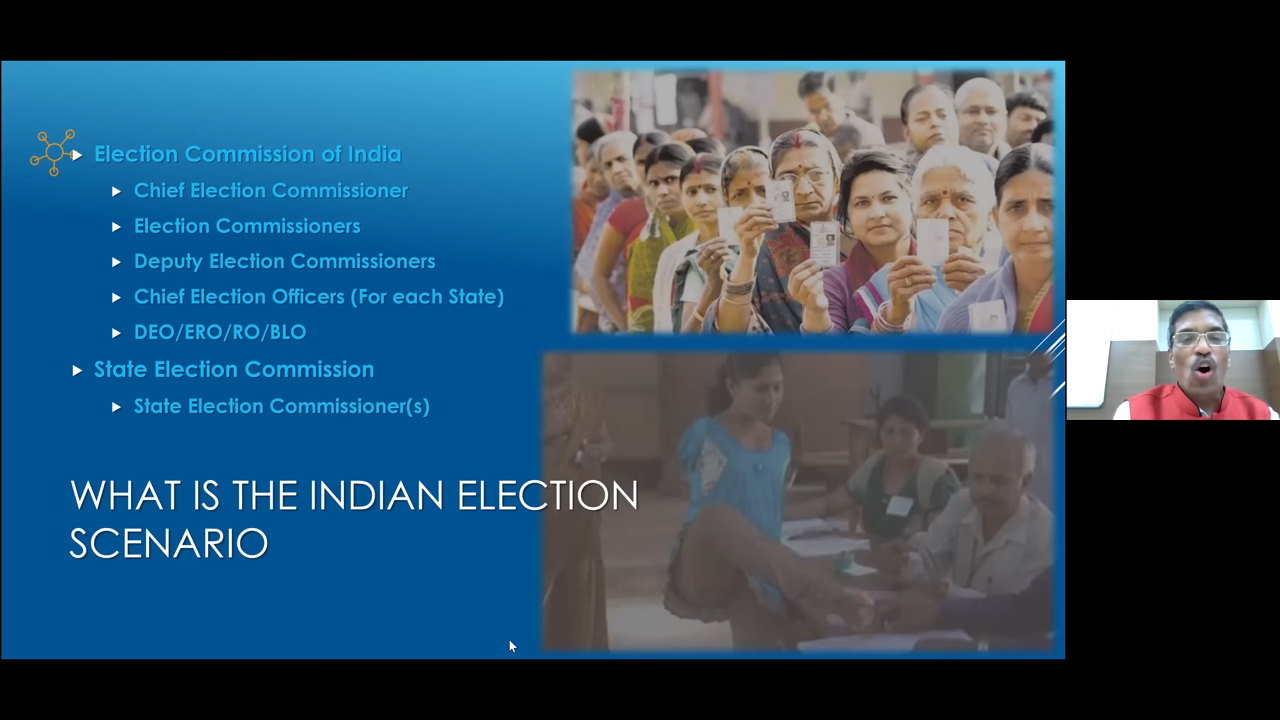 Election Commission of India
Chief Election Commissioner
Election Commissioners
Deputy Election Commissioners
Chief Election Officers (For each State)
DEO/ERO/RO/BLO
State Election Commission
State Election Commissioner(s)
WHAT IS THE INDIAN ELECTION
SCENARIO